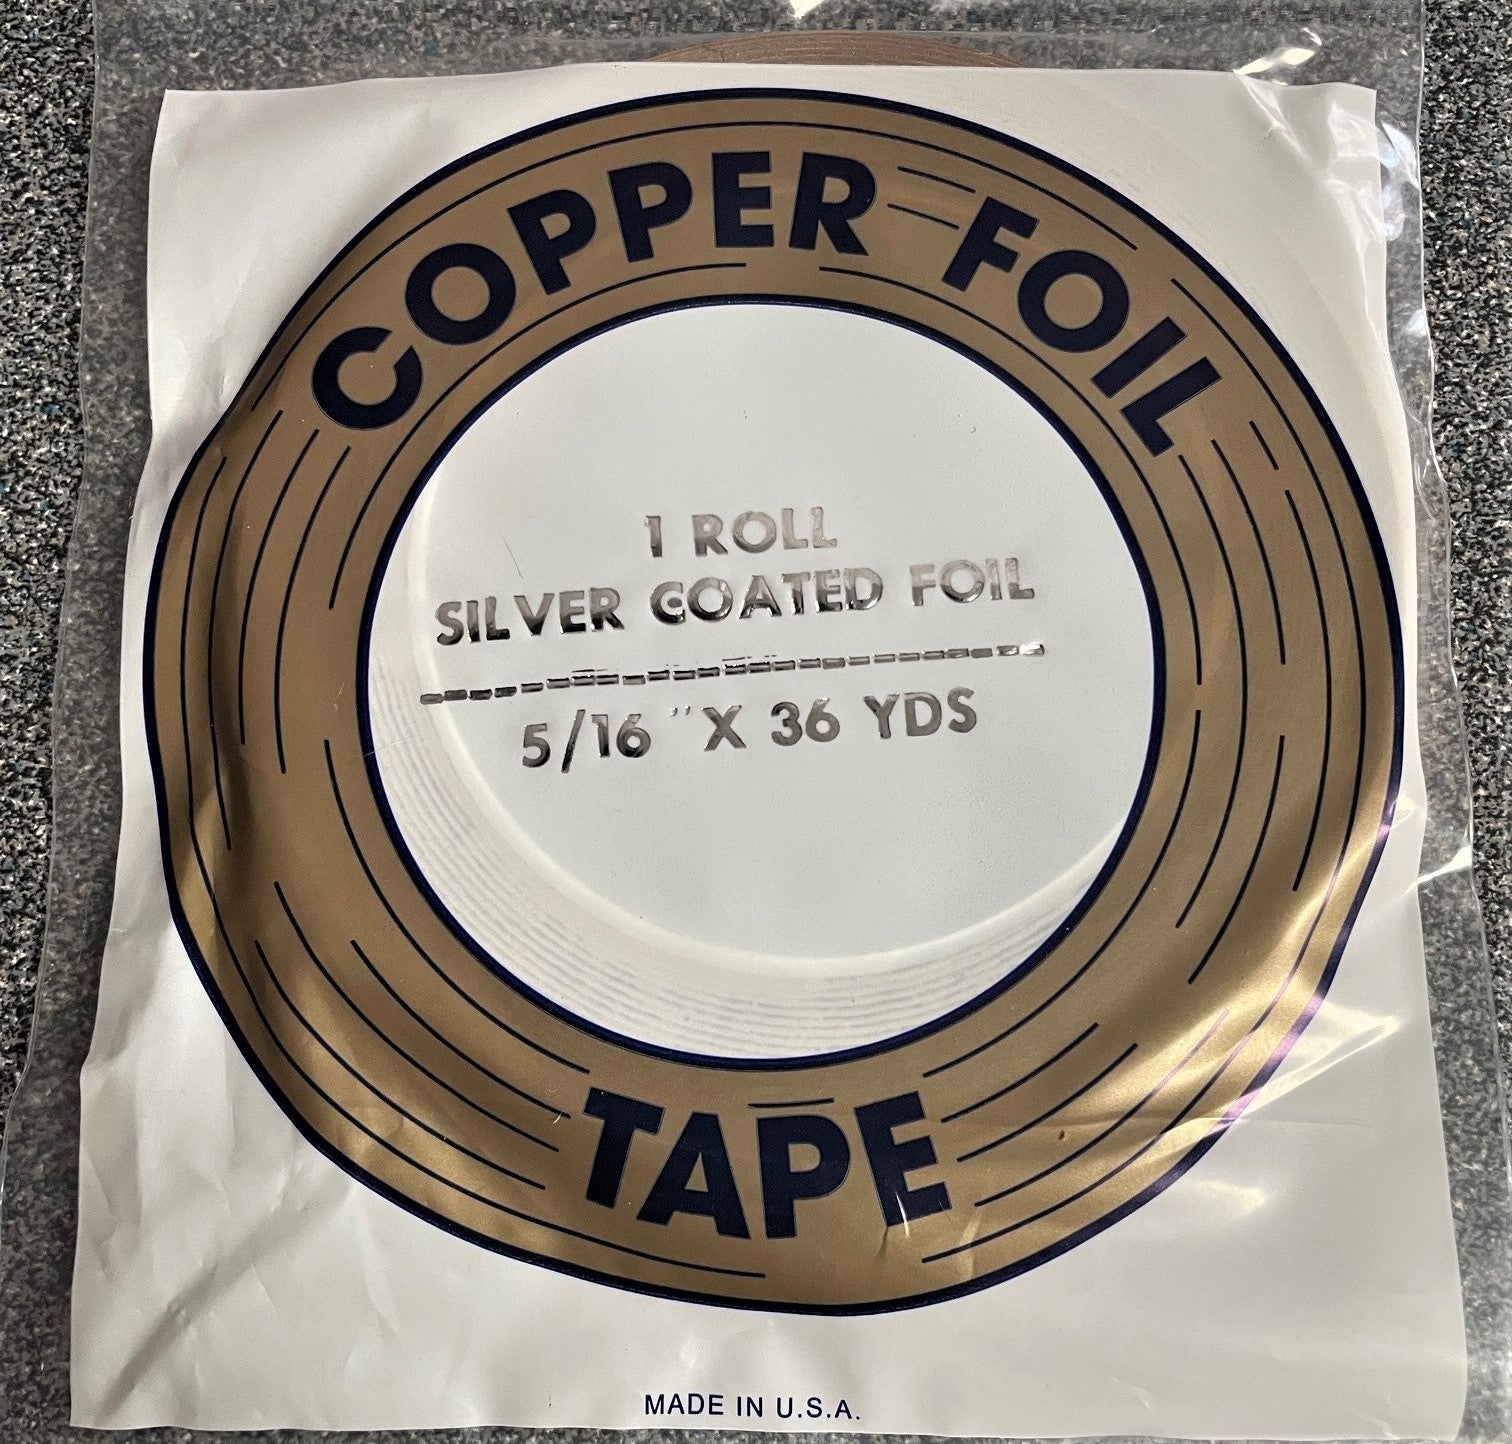 COPPER FOIL
1 ROLL
SILVER COATED FOIL
5/16 " X 36 YDS
TAPE
MADE IN U.S.A.